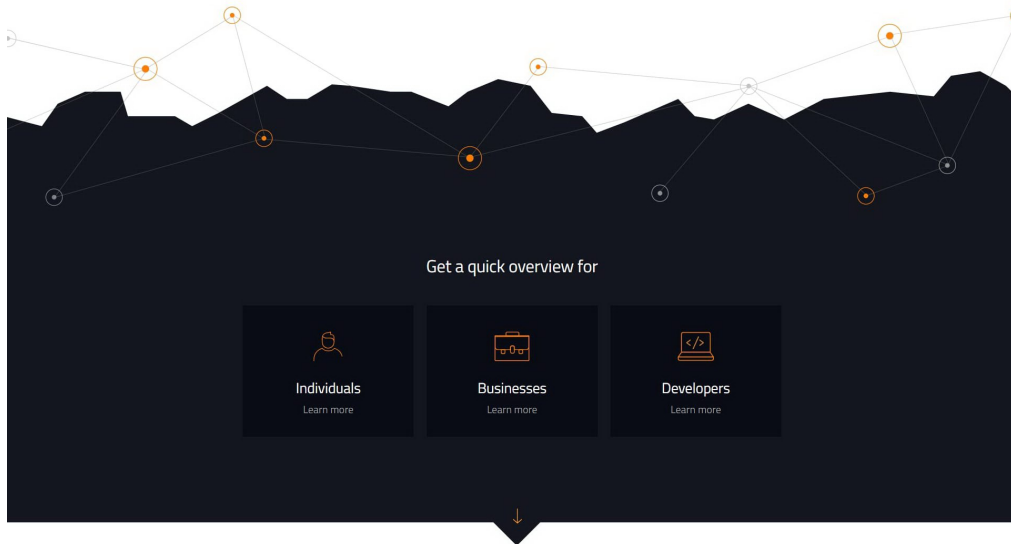 Get a quick overview for
Individuals
Learn more
Businesses
Learn more
</>
Developers
Learn more